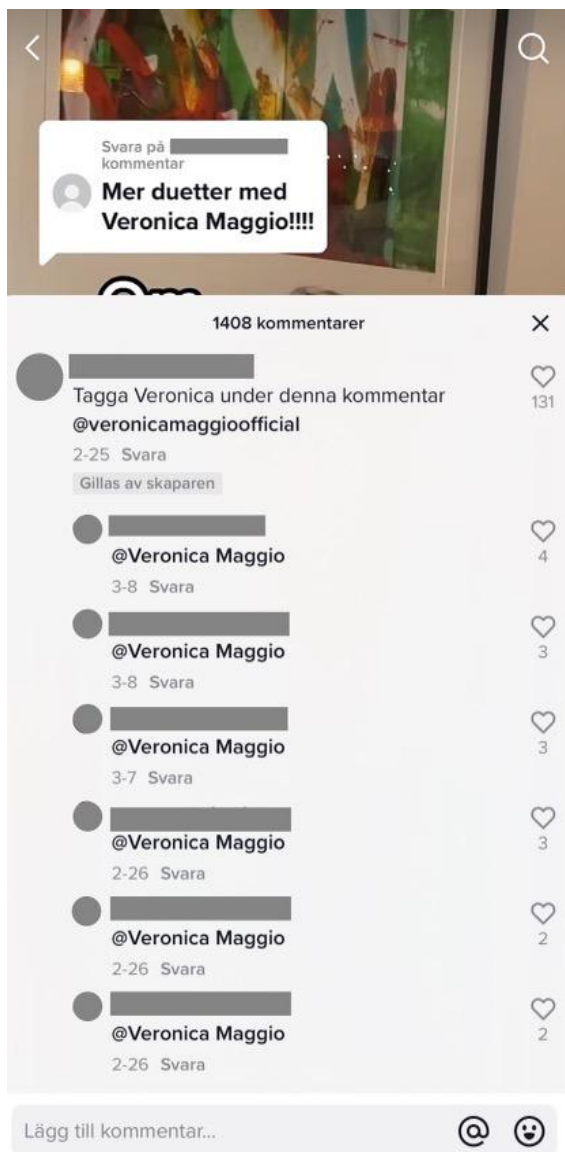 Svara på
kommentar
Mer duetter med
Veronica Maggio!!!!
1408 kommentarer
Tagga Veronica under denna kommentar
131
@veronicamaggioofficial
2-25 Svara
Gillas av skaparen
@Veronica Maggio
4
3-8 Svara
@Veronica Maggio
3
3-8 Svara
@Veronica Maggio
3
3-7 Svara
@Veronica Maggio
3
2-26 Svara
@Veronica Maggio
2
2-26 Svara
@Veronica Maggio
2
2-26 Svara
Lägg till kommentar...